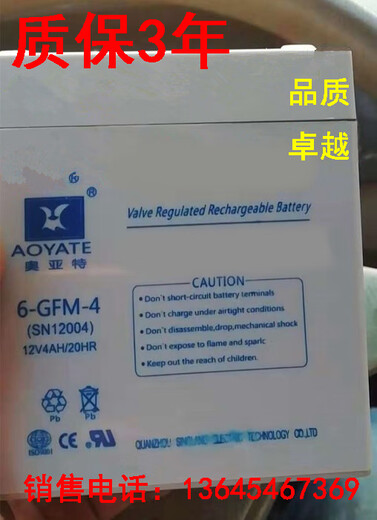 质保3年
品质
卓越
®
AOYATE
奥亚特
Valve Regulated Rechargeable Battery
6-GFM-4
(SN12004)
12V4AH/20HR
CAUTION
• Don't short-circuit battery terminals
• Don't charge under airtight conditions
• Don't disassemble,drop,mechanical shock
• Don't expose to flame and sparic
• Keep out the reach of children.
Pb Pb
ISO9001 CE
QUANZHOU TECHNOLOGY CO.,LTD
销售电话：13645467369